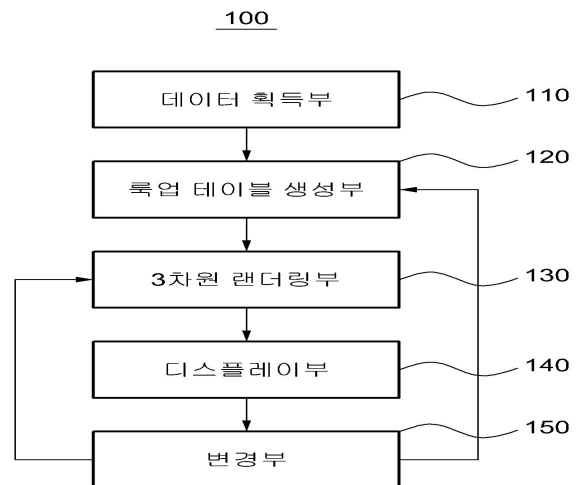 100
데이터 획득부
110
룩업 테이블 생성부
120
3차원 랜더링부
130
디스플레이부
140
변경부
150